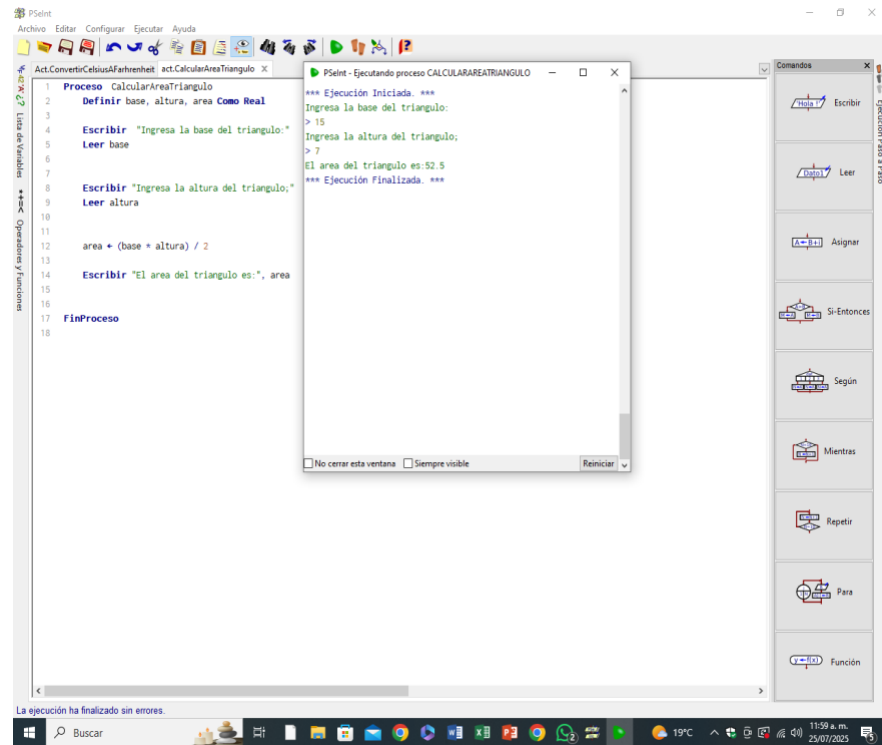 PSeInt
Archivo Editar Configurar Ejecutar Ayuda
Act.ConvertirCelsiusAFarhrenheit act.CalcularAreaTriangulo X
Lista de Variables
*+=< Operadores y Funciones
1 Proceso CalcularAreaTriangulo
2 Definir base, altura, area Como Real
3
4 Escribir "Ingresa la base del triangulo:"
5 Leer base
6
7
8 Escribir "Ingresa la altura del triangulo;"
9 Leer altura
10
11
12 area ← (base * altura) / 2
13
14 Escribir "El area del triangulo es:", area
15
16
17 FinProceso
18
PSeInt - Ejecutando proceso CALCULARAREATRIANGULO
*** Ejecución Iniciada. ***
Ingresa la base del triangulo:
> 15
Ingresa la altura del triangulo;
> 7
El area del triangulo es:52.5
*** Ejecución Finalizada. ***
No cerrar esta ventana Siempre visible Reiniciar
Comandos X
'Hola !' Escribir
Dato1 Leer
A←B+i Asignar
Si-Entonces
Según
Mientras
Repetir
Para
y←f(x) Función
Ejecución Paso a Paso
La ejecución ha finalizado sin errores.
Buscar
19°C
11:59 a. m.
25/07/2025